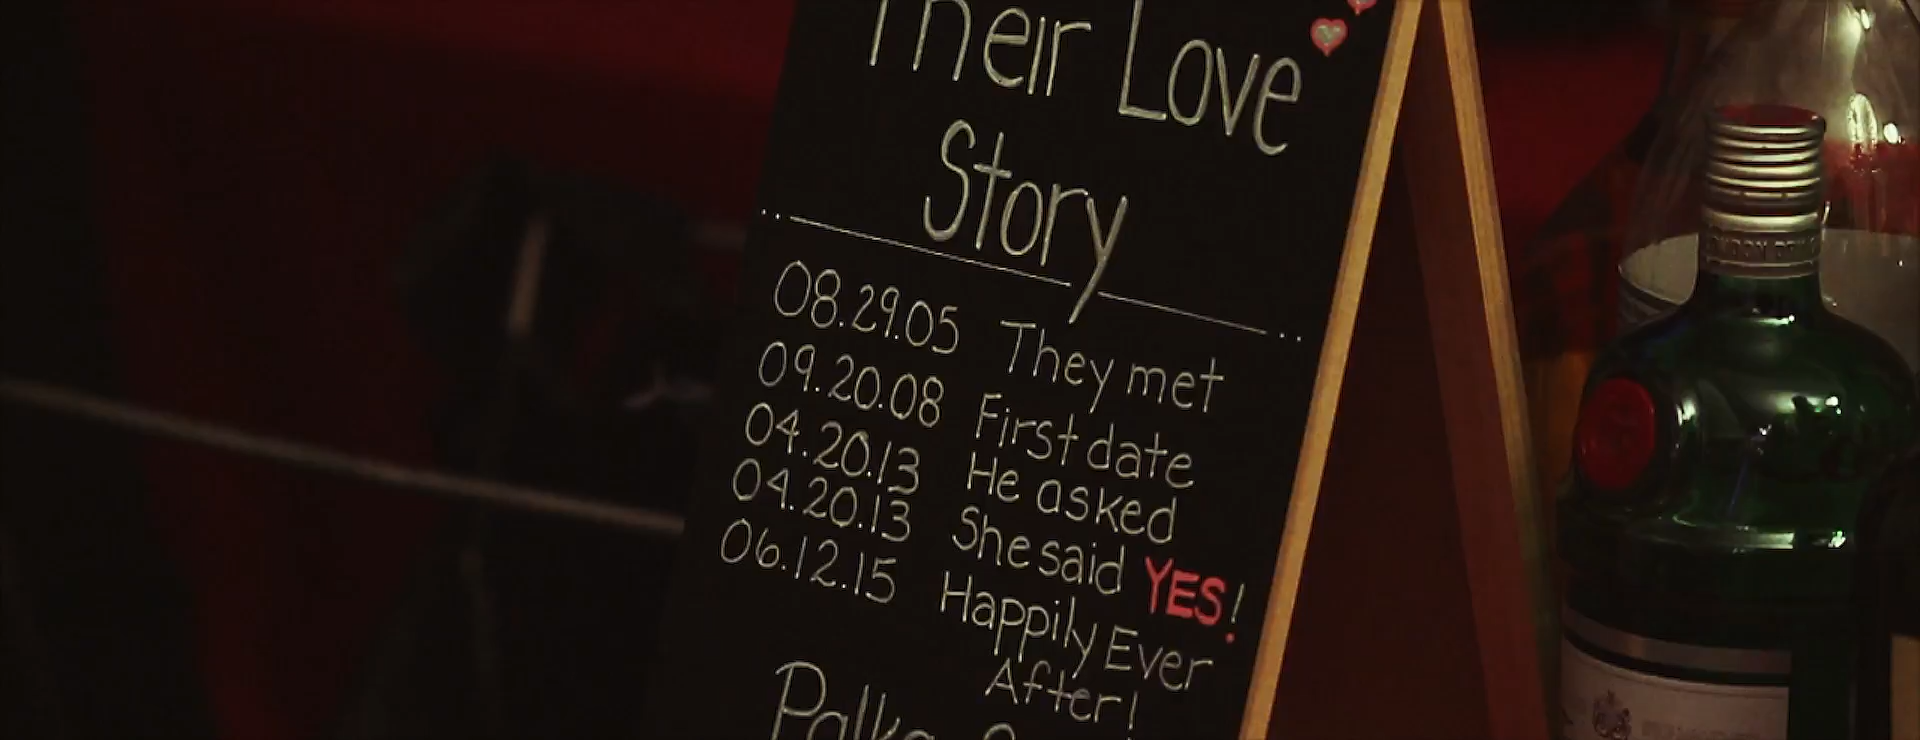 Their Love
Story
08.29.05 They met
09.20.08 First date
04.20.13 He asked
04.20.13 She said YES!
06.12.15 Happily Ever
After!